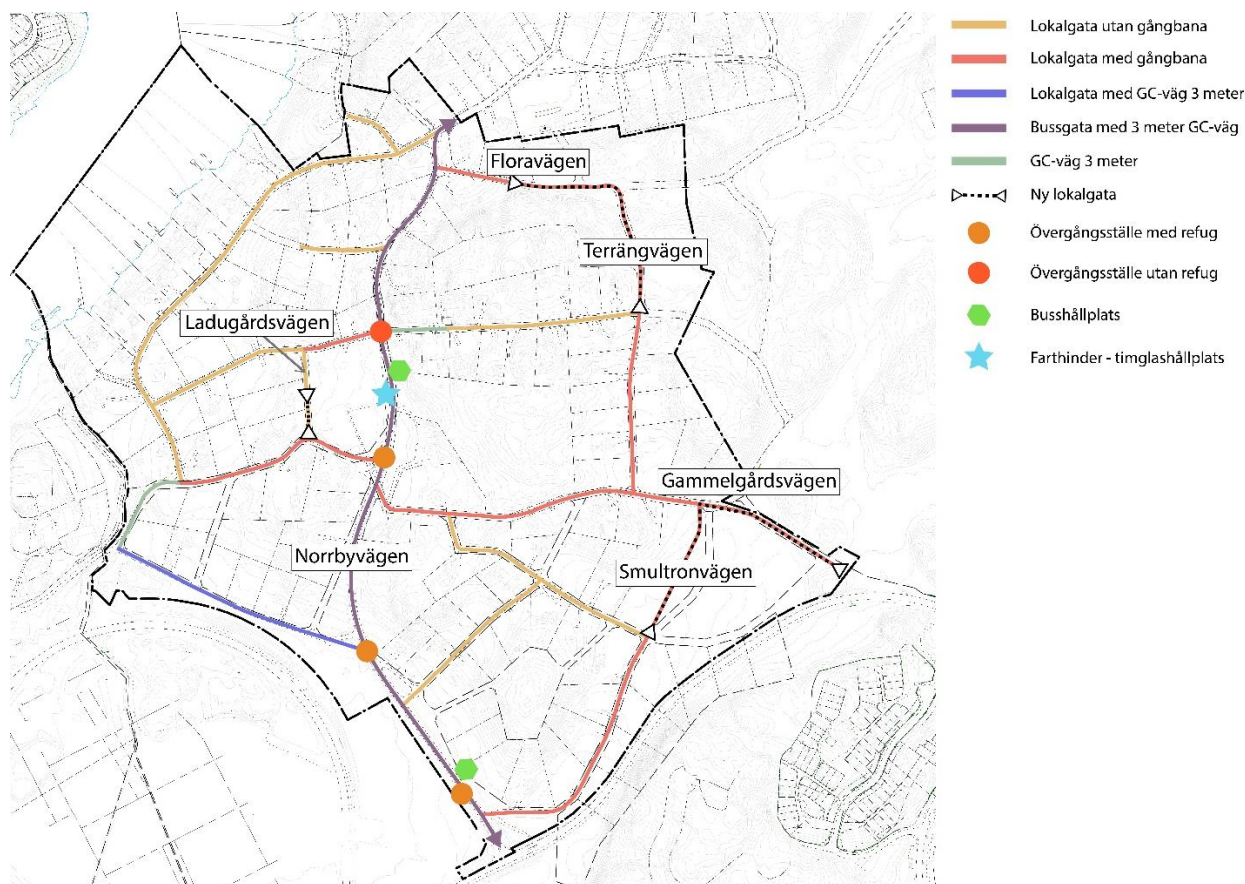 Lokalgata utan gångbana
Lokalgata med gångbana
Lokalgata med GC-väg 3 meter
Bussgata med 3 meter GC-väg
GC-väg 3 meter
Ny lokalgata
Övergångsställe med refug
Övergångsställe utan refug
Busshållplats
Farthinder - timglashållplats
Floravägen
Terrängvägen
Ladugårdsvägen
Gammelgårdsvägen
Norrbyvägen
Smultronvägen